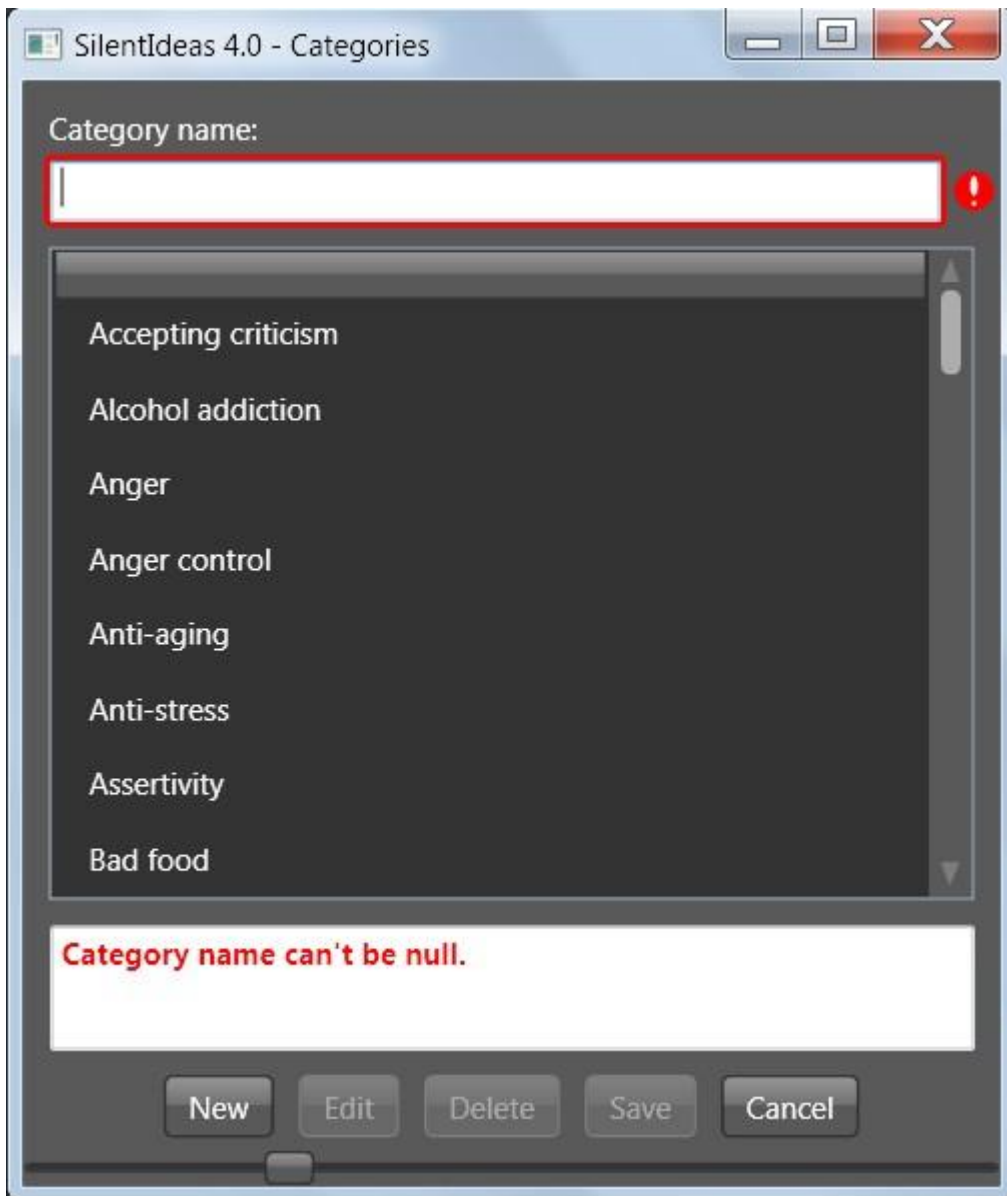 SilentIdeas 4.0 - Categories
Category name:
Accepting criticism
Alcohol addiction
Anger
Anger control
Anti-aging
Anti-stress
Assertivity
Bad food
Category name can't be null.
New Edit Delete Save Cancel